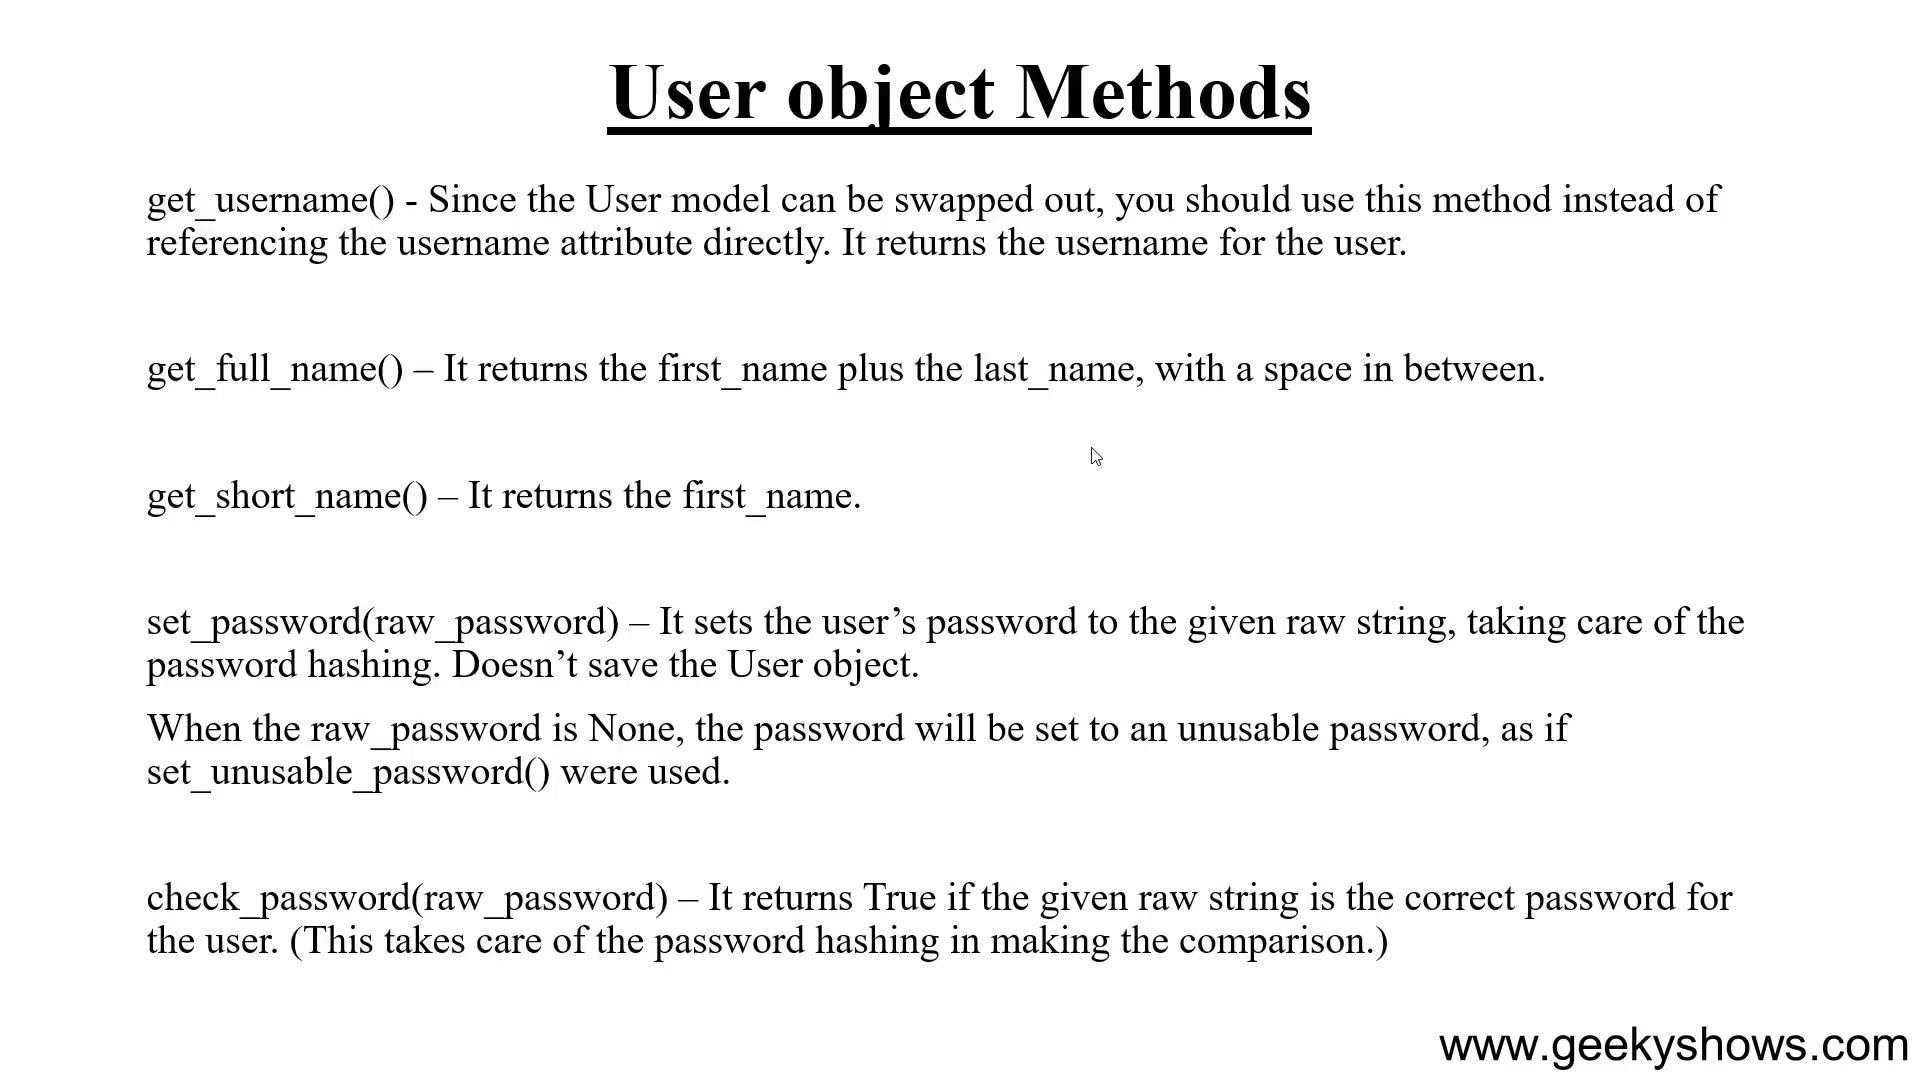 User object Methods
get_username() - Since the User model can be swapped out, you should use this method instead of
referencing the username attribute directly. It returns the username for the user.
get_full_name() – It returns the first_name plus the last_name, with a space in between.
get_short_name() – It returns the first_name.
set_password(raw_password) – It sets the user’s password to the given raw string, taking care of the
password hashing. Doesn’t save the User object.
When the raw_password is None, the password will be set to an unusable password, as if
set_unusable_password() were used.
check_password(raw_password) – It returns True if the given raw string is the correct password for
the user. (This takes care of the password hashing in making the comparison.)
www.geekyshows.com